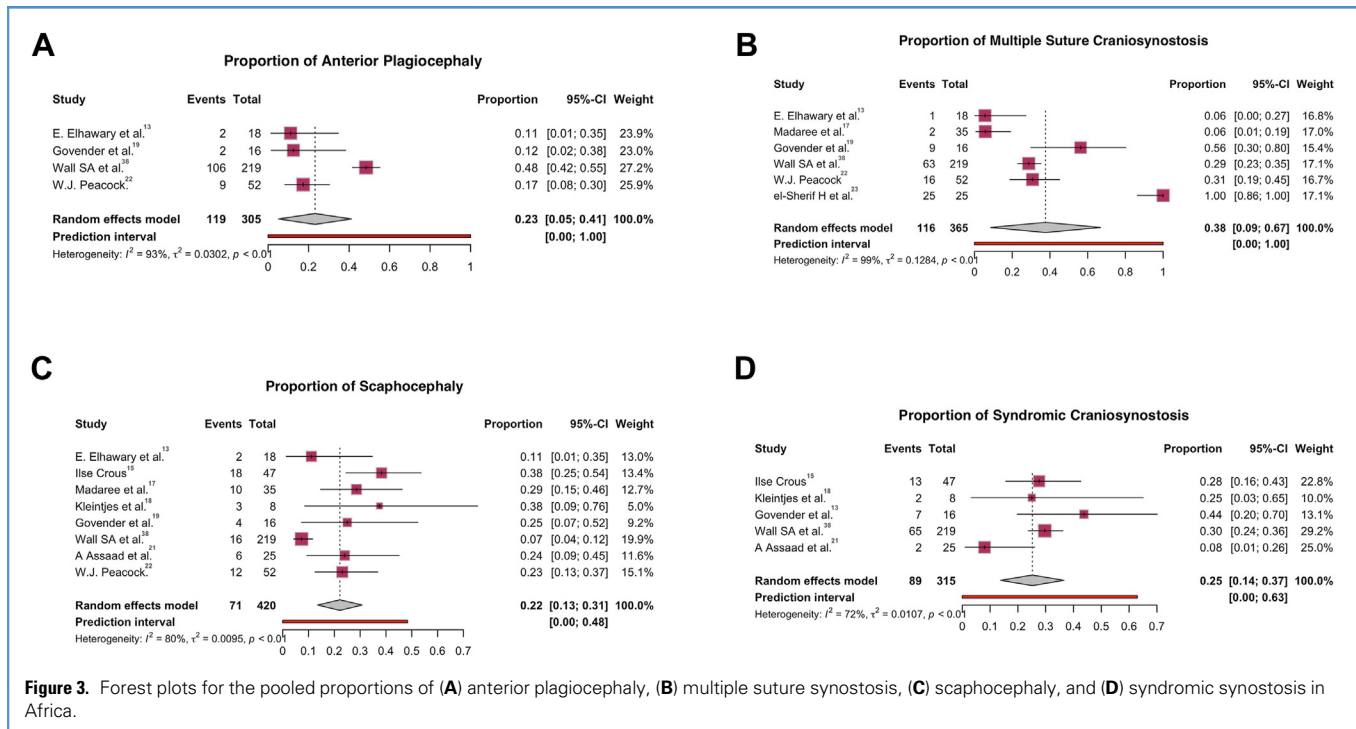 A
Proportion of Anterior Plagiocephaly
Study Events Total Proportion 95%-CI Weight
E. Elhawary et al.13 2 18 0.11 [0.01; 0.35] 23.9%
Govender et al.19 2 16 0.12 [0.02; 0.38] 23.0%
Wall SA et al.38 106 219 0.48 [0.42; 0.55] 27.2%
W.J. Peacock.22 9 52 0.17 [0.08; 0.30] 25.9%
Random effects model 119 305 0.23 [0.05; 0.41] 100.0%
Prediction interval [0.00; 1.00]
Heterogeneity: I2 = 93%, τ2 = 0.0302, p < 0.01
0 0.2 0.4 0.6 0.8 1
B
Proportion of Multiple Suture Craniosynostosis
Study Events Total Proportion 95%-CI Weight
E. Elhawary et al.13 1 18 0.06 [0.00; 0.27] 16.8%
Madaree et al.17 2 35 0.06 [0.01; 0.19] 17.0%
Govender et al.19 9 16 0.56 [0.30; 0.80] 15.4%
Wall SA et al.38 63 219 0.29 [0.23; 0.35] 17.1%
W.J. Peacock22 16 52 0.31 [0.19; 0.45] 16.7%
el-Sherif H et al.23 25 25 1.00 [0.86; 1.00] 17.1%
Random effects model 116 365 0.38 [0.09; 0.67] 100.0%
Prediction interval [0.00; 1.00]
Heterogeneity: I2 = 99%, τ2 = 0.1284, p < 0.01
0 0.2 0.4 0.6 0.8 1
C
Proportion of Scaphocephaly
Study Events Total Proportion 95%-CI Weight
E. Elhawary et al.13 2 18 0.11 [0.01; 0.35] 13.0%
Ilse Crous15 18 47 0.38 [0.25; 0.54] 13.4%
Madaree et al.17 10 35 0.29 [0.15; 0.46] 12.7%
Kleintjes et al.18 3 8 0.38 [0.09; 0.76] 5.0%
Govender et al.19 4 16 0.25 [0.07; 0.52] 9.2%
Wall SA et al.38 16 219 0.07 [0.04; 0.12] 19.9%
A Assaad et al.21 6 25 0.24 [0.09; 0.45] 11.6%
W.J. Peacock.22 12 52 0.23 [0.13; 0.37] 15.1%
Random effects model 71 420 0.22 [0.13; 0.31] 100.0%
Prediction interval [0.00; 0.48]
Heterogeneity: I2 = 80%, τ2 = 0.0095, p < 0.01
0 0.1 0.2 0.3 0.4 0.5 0.6 0.7
D
Proportion of Syndromic Craniosynostosis
Study Events Total Proportion 95%-CI Weight
Ilse Crous15 13 47 0.28 [0.16; 0.43] 22.8%
Kleintjes et al.18 2 8 0.25 [0.03; 0.65] 10.0%
Govender et al.13 7 16 0.44 [0.20; 0.70] 13.1%
Wall SA et al.38 65 219 0.30 [0.24; 0.36] 29.2%
A Assaad et al.21 2 25 0.08 [0.01; 0.26] 25.0%
Random effects model 89 315 0.25 [0.14; 0.37] 100.0%
Prediction interval [0.00; 0.63]
Heterogeneity: I2 = 72%, τ2 = 0.0107, p < 0.01
0 0.1 0.2 0.3 0.4 0.5 0.6 0.7
Figure 3. Forest plots for the pooled proportions of (A) anterior plagiocephaly, (B) multiple suture synostosis, (C) scaphocephaly, and (D) syndromic synostosis in
Africa.